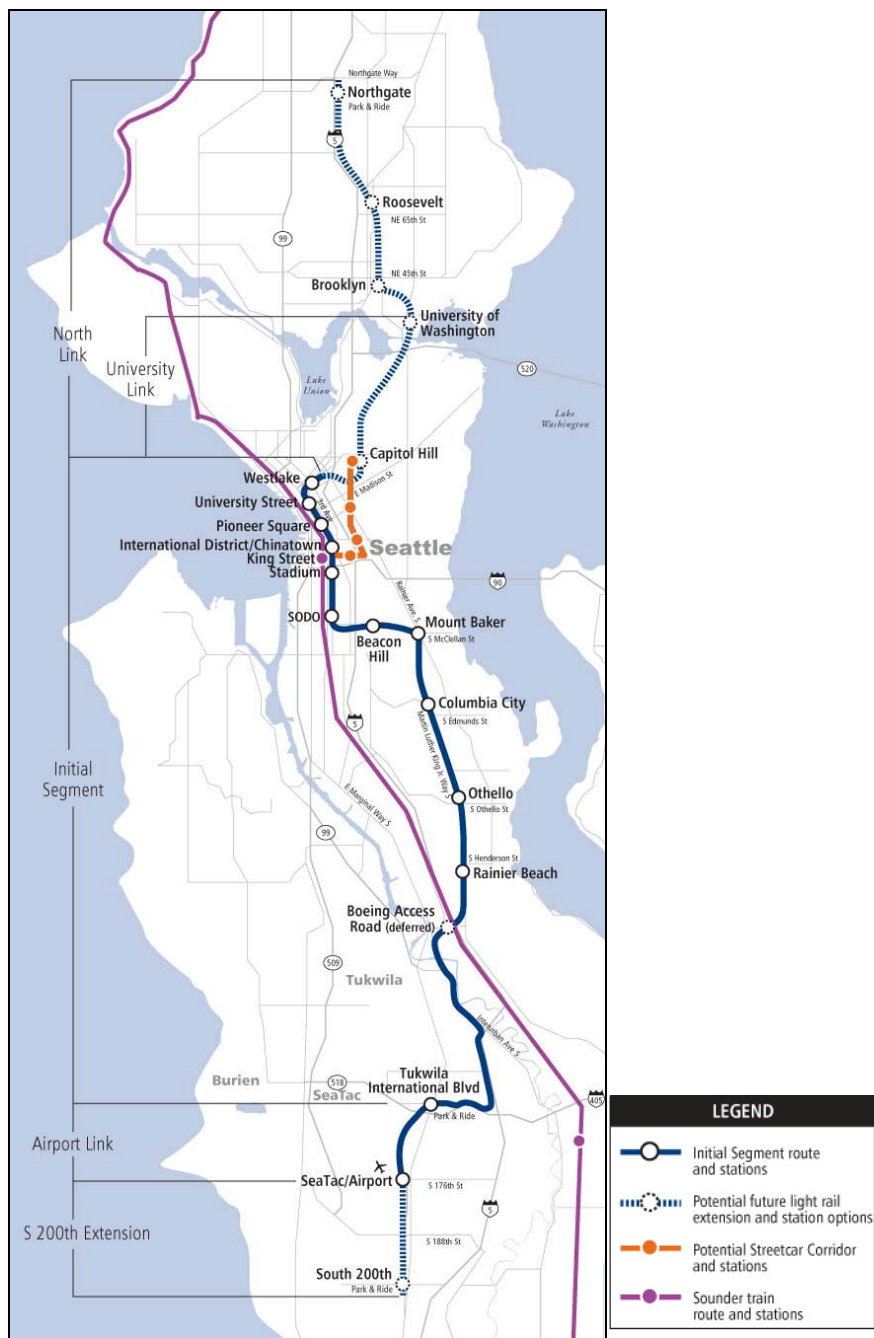 Northgate Way
Northgate
Park & Ride
5
Roosevelt
NE 65th St
99
Brooklyn
NE 45th St
University of
Washington
North
Link
University
Link
520
Lake
Union
Lake
Washington
Capitol Hill
Westlake
E Madison St
University Street
3rd Ave
Pioneer Square
International District/Chinatown
Seattle
King Street
Stadium
90
Rainier Ave. S
SODO
Mount Baker
S McClellan St
Beacon
Hill
Columbia City
S Edmunds St
5
Martin Luther King Jr. Way S
Initial
Segment
Othello
S Othello St
E Marginal Way S
99
S Henderson St
Rainier Beach
Boeing Access
Road (deferred)
509
Tukwila
Interurban Ave S
Tukwila
International Blvd
Burien
518
SeaTac
Park & Ride
405
Airport Link
SeaTac/Airport
S 176th St
5
S 200th Extension
S 188th St
South 200th
Park & Ride
LEGEND
Initial Segment route
and stations
Potential future light rail
extension and station options
Potential Streetcar Corridor
and stations
Sounder train
route and stations